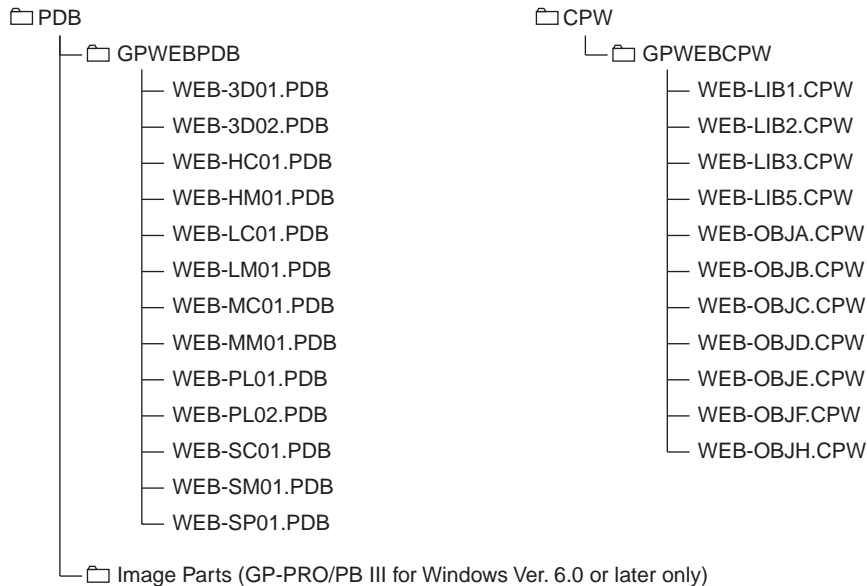 PDB
GPWEBPDB
WEB-3D01.PDB
WEB-3D02.PDB
WEB-HC01.PDB
WEB-HM01.PDB
WEB-LC01.PDB
WEB-LM01.PDB
WEB-MC01.PDB
WEB-MM01.PDB
WEB-PL01.PDB
WEB-PL02.PDB
WEB-SC01.PDB
WEB-SM01.PDB
WEB-SP01.PDB
Image Parts (GP-PRO/PB III for Windows Ver. 6.0 or later only)
CPW
GPWEBCPW
WEB-LIB1.CPW
WEB-LIB2.CPW
WEB-LIB3.CPW
WEB-LIB5.CPW
WEB-OBJA.CPW
WEB-OBJB.CPW
WEB-OBJC.CPW
WEB-OBJD.CPW
WEB-OBJE.CPW
WEB-OBJF.CPW
WEB-OBJH.CPW